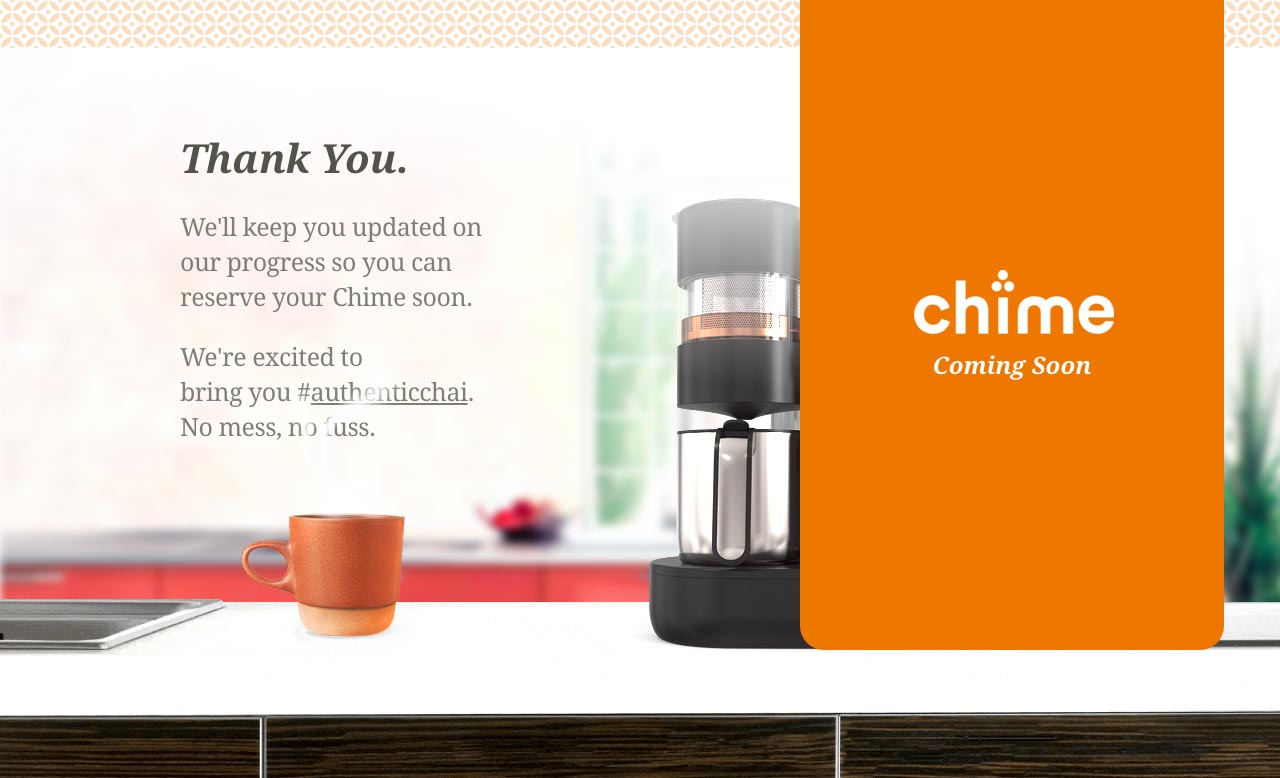 Thank You.
We'll keep you updated on
our progress so you can
reserve your Chime soon.
We're excited to
bring you #authenticchai.
No mess, no fuss.
chime
Coming Soon